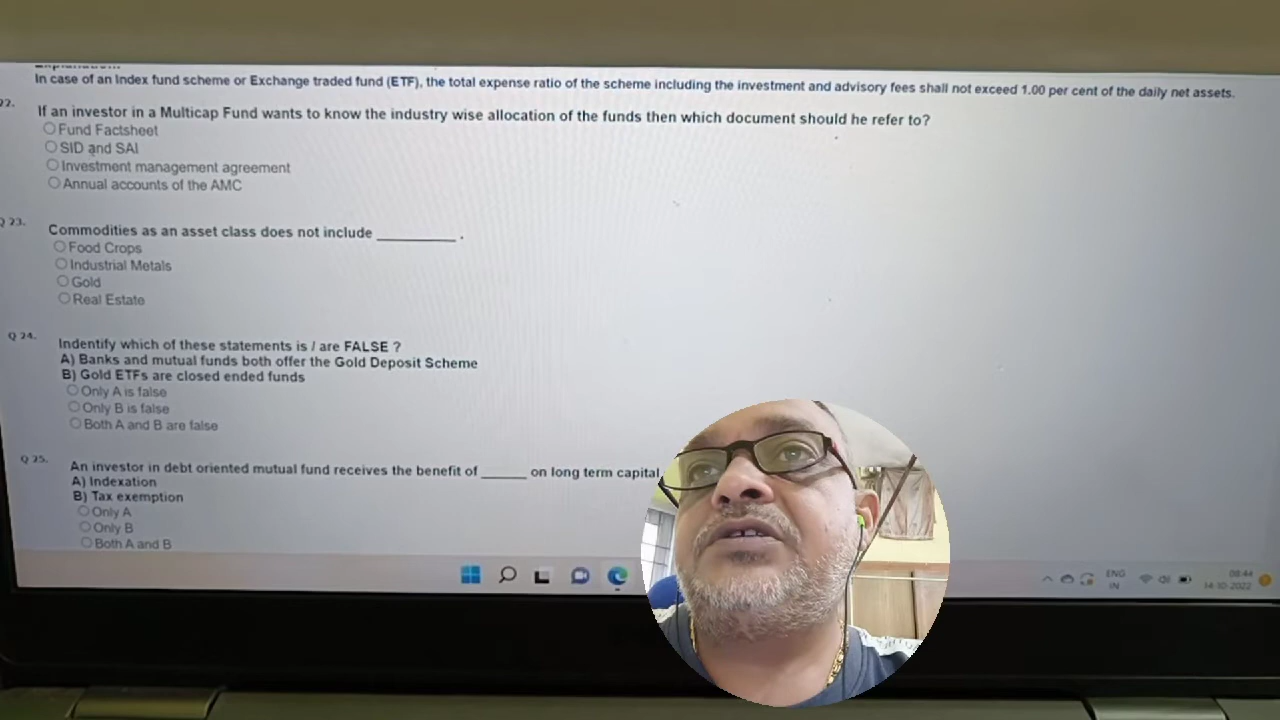 In case of an Index fund scheme or Exchange traded fund (ETF), the total expense ratio of the scheme including the investment and advisory fees shall not exceed 1.00 per cent of the daily net assets.
22.
If an investor in a Multicap Fund wants to know the industry wise allocation of the funds then which document should he refer to?
Fund Factsheet
SID and SAI
Investment management agreement
Annual accounts of the AMC
Q 23.
Commodities as an asset class does not include __________ .
Food Crops
Industrial Metals
Gold
Real Estate
Q 24.
Indentify which of these statements is / are FALSE ?
A) Banks and mutual funds both offer the Gold Deposit Scheme
B) Gold ETFs are closed ended funds
Only A is false
Only B is false
Both A and B are false
Q 25.
An investor in debt oriented mutual fund receives the benefit of ______ on long term capital
A) Indexation
B) Tax exemption
Only A
Only B
Both A and B
ENG
IN
08:44
14-10-2022